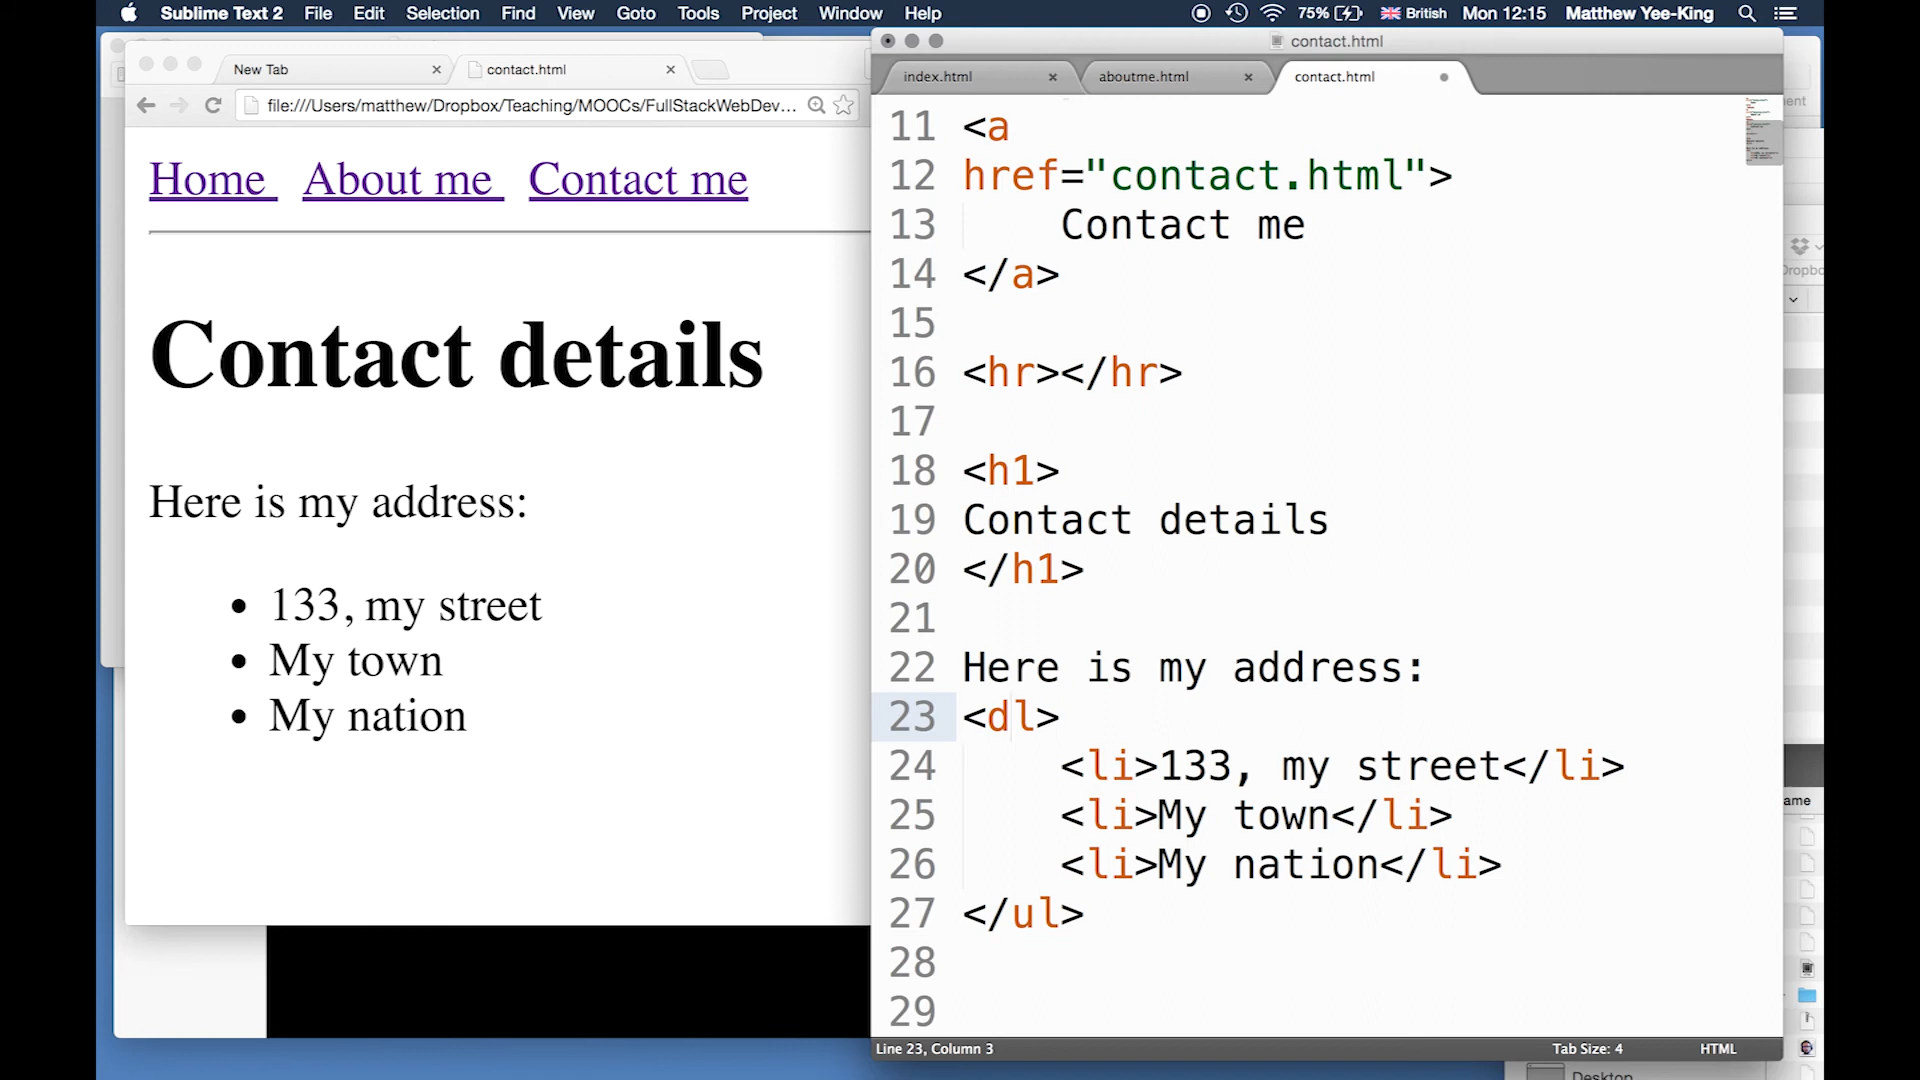 Sublime Text 2 File Edit Selection Find View Goto Tools Project Window Help 75% British Mon 12:15 Matthew Yee-King
New Tab
contact.html
file:///Users/matthew/Dropbox/Teaching/MOOCs/FullStackWebDev...
Home About me Contact me
Contact details
Here is my address:
• 133, my street
• My town
• My nation
contact.html
index.html
aboutme.html
contact.html
11 <a
12 href="contact.html">
13 Contact me
14 </a>
15
16 <hr></hr>
17
18 <h1>
19 Contact details
20 </h1>
21
22 Here is my address:
23 <dl>
24 <li>133, my street</li>
25 <li>My town</li>
26 <li>My nation</li>
27 </ul>
28
29
Line 23, Column 3
Tab Size: 4
HTML
Desktop